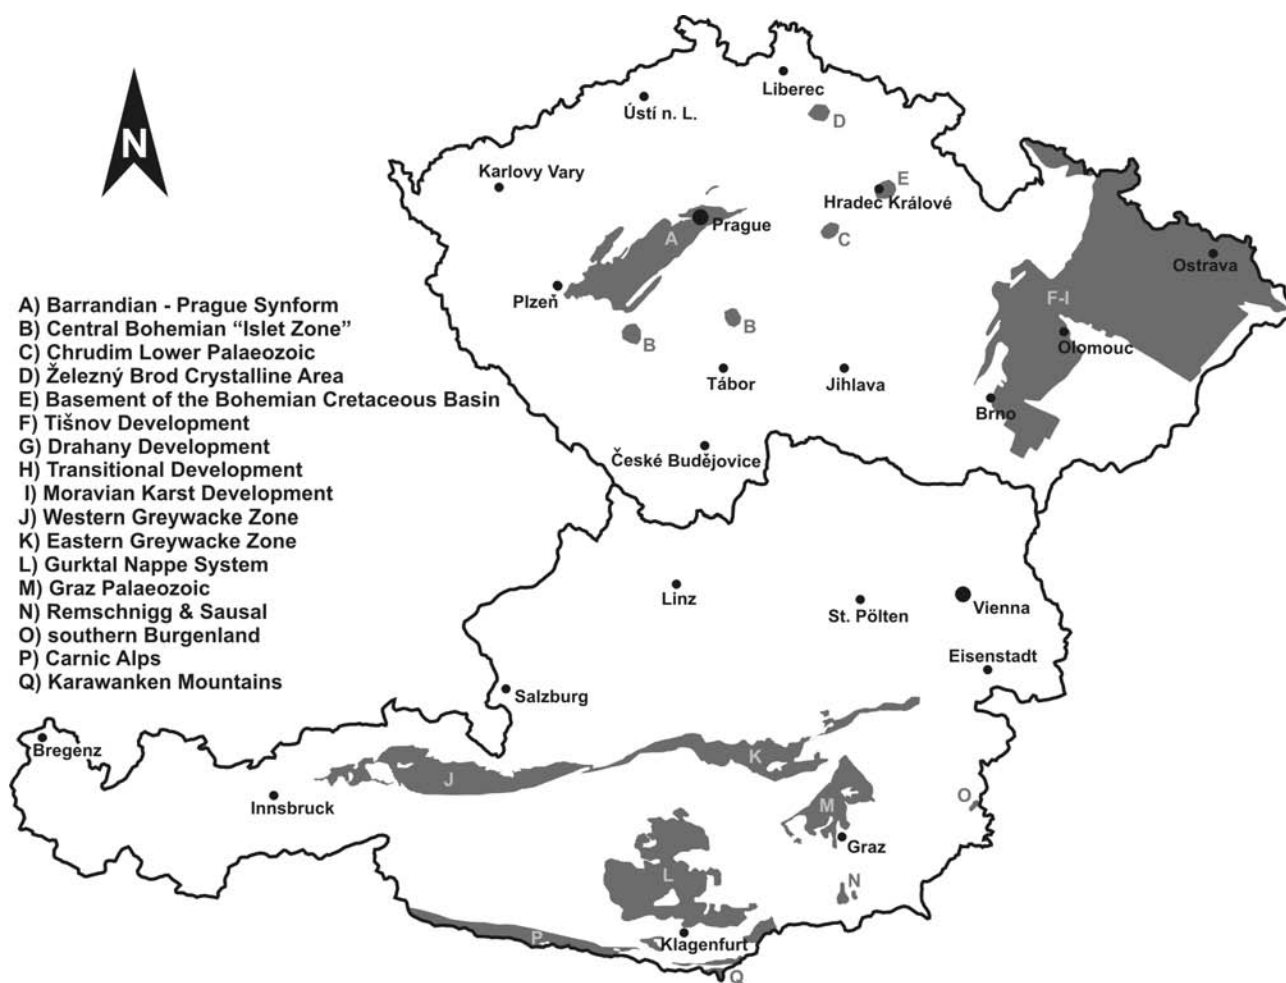 N
Liberec
Ústí n. L.
D
Karlovy Vary
E
Hradec Králové
A
Prague
C
Ostrava
Plzeň
F-I
B
B
Olomouc
Tábor
Jihlava
Brno
České Budějovice
A) Barrandian - Prague Synform
B) Central Bohemian “Islet Zone”
C) Chrudim Lower Palaeozoic
D) Železný Brod Crystalline Area
E) Basement of the Bohemian Cretaceous Basin
F) Tišnov Development
G) Drahany Development
H) Transitional Development
I) Moravian Karst Development
J) Western Greywacke Zone
K) Eastern Greywacke Zone
L) Gurktal Nappe System
M) Graz Palaeozoic
N) Remschnigg & Sausal
O) southern Burgenland
P) Carnic Alps
Q) Karawanken Mountains
Linz
St. Pölten
Vienna
Eisenstadt
Salzburg
Bregenz
K
J
Innsbruck
M
O
Graz
L
N
P
Klagenfurt
Q